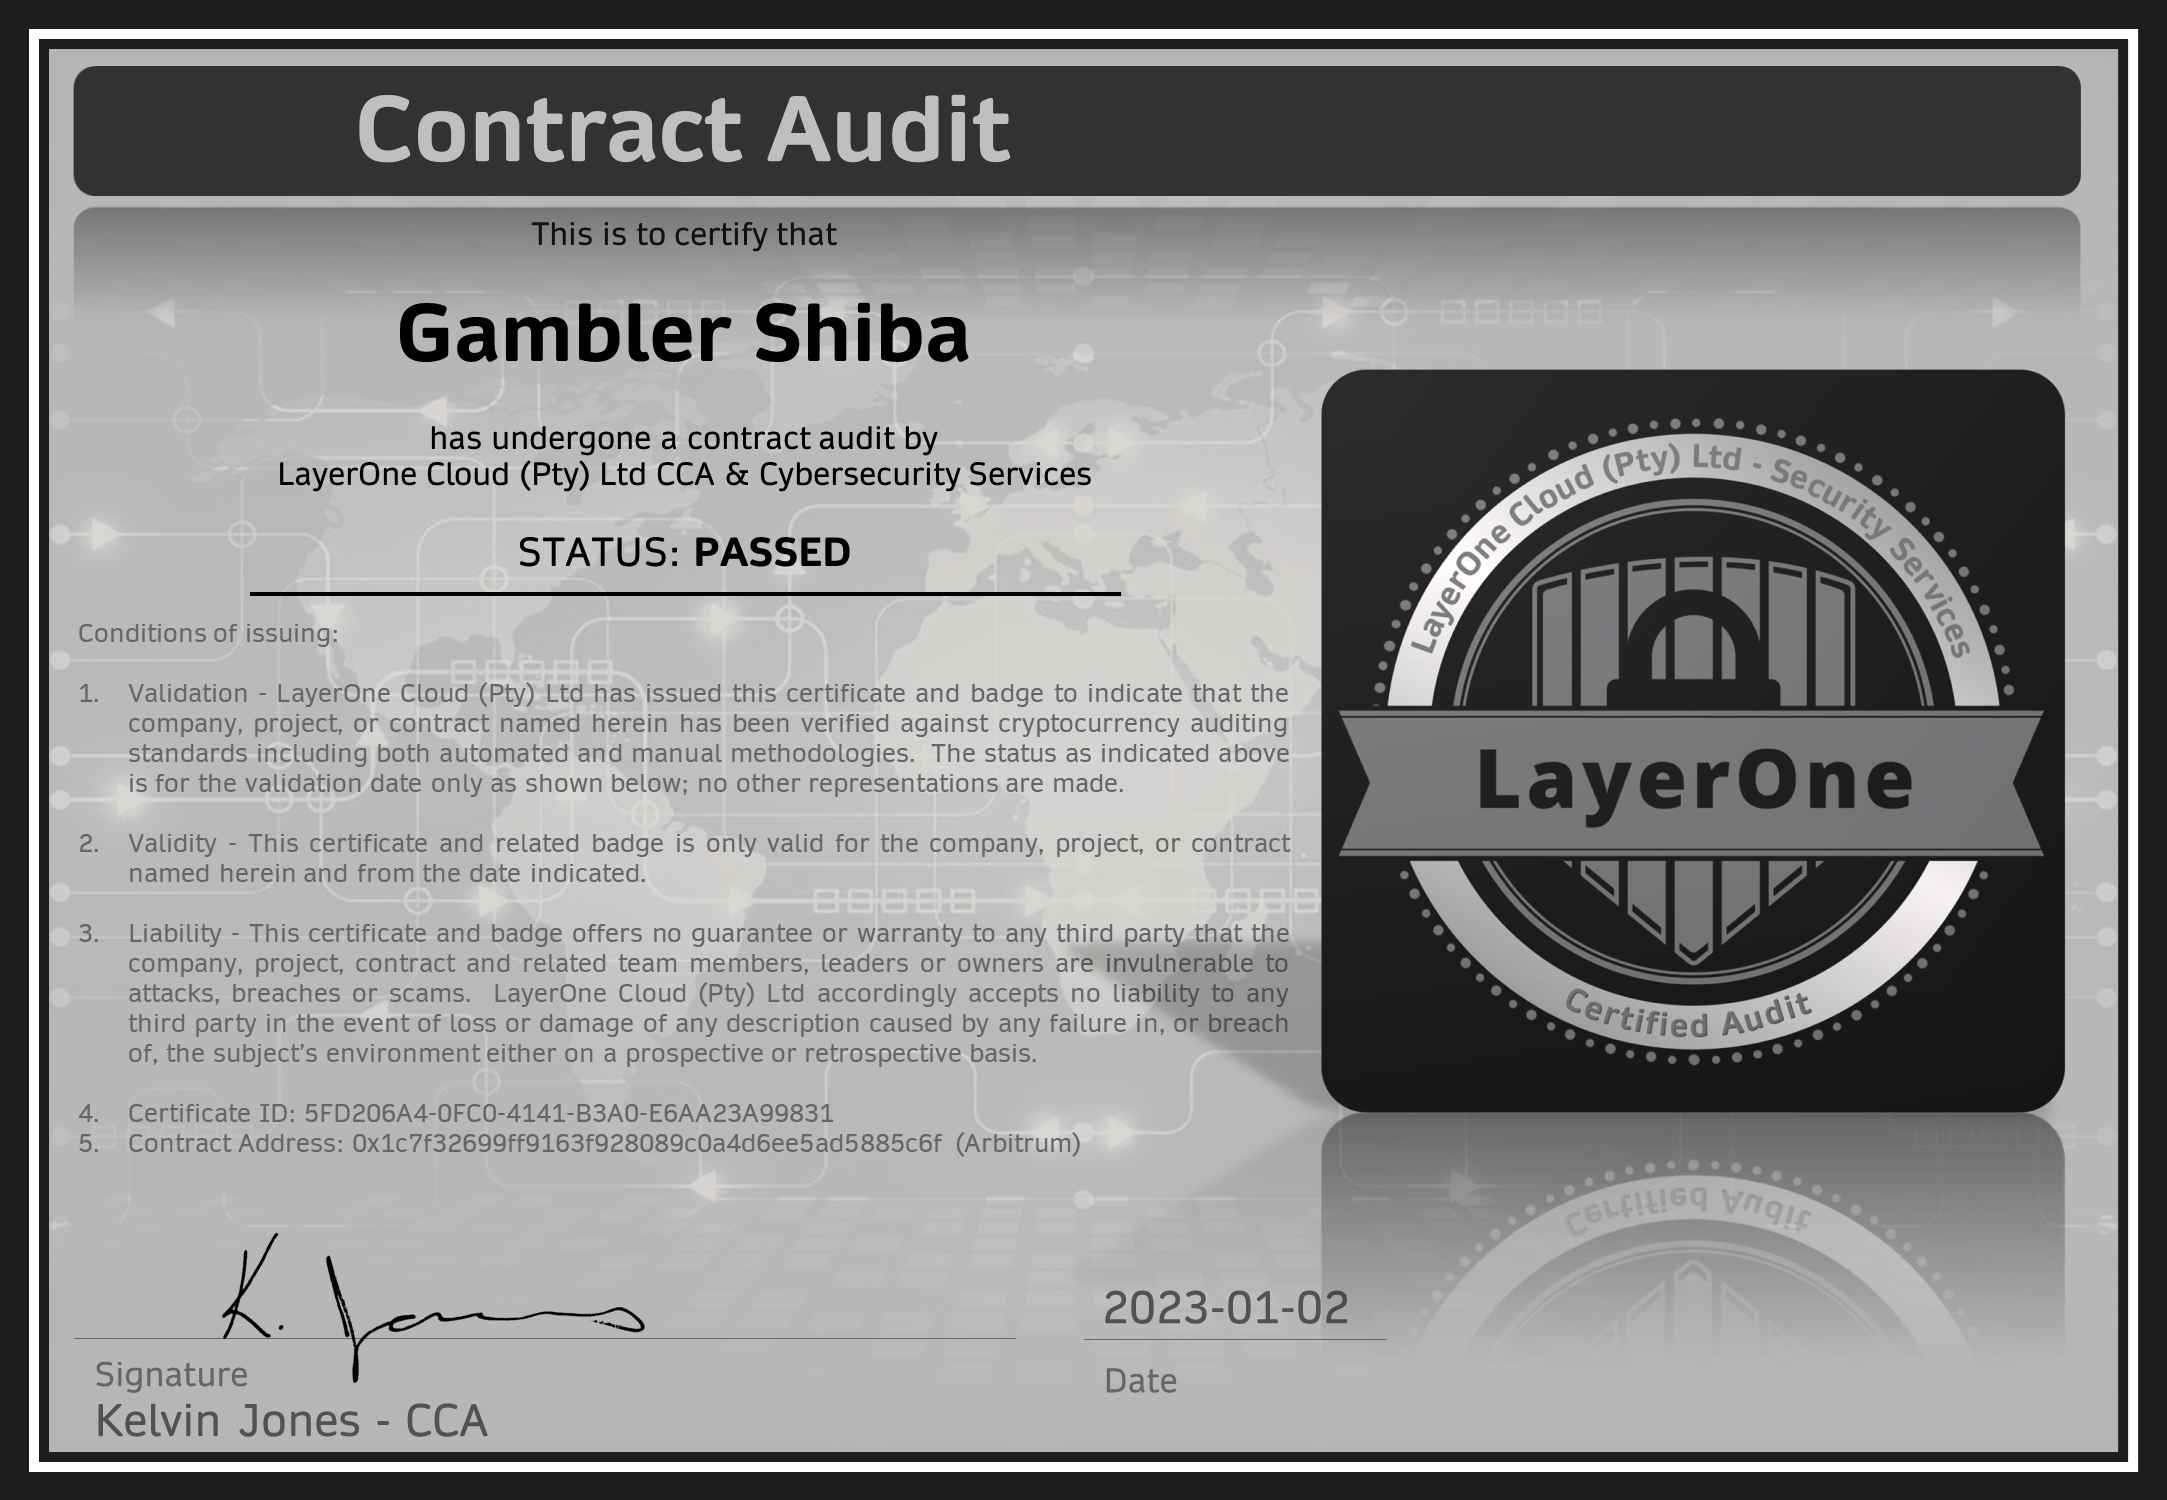 Contract Audit
This is to certify that
Gambler Shiba
has undergone a contract audit by
LayerOne Cloud (Pty) Ltd CCA & Cybersecurity Services
STATUS: PASSED
Conditions of issuing:
1. Validation - LayerOne Cloud (Pty) Ltd has issued this certificate and badge to indicate that the
company, project, or contract named herein has been verified against cryptocurrency auditing
standards including both automated and manual methodologies. The status as indicated above
is for the validation date only as shown below; no other representations are made.
2. Validity - This certificate and related badge is only valid for the company, project, or contract
named herein and from the date indicated.
3. Liability - This certificate and badge offers no guarantee or warranty to any third party that the
company, project, contract and related team members, leaders or owners are invulnerable to
attacks, breaches or scams. LayerOne Cloud (Pty) Ltd accordingly accepts no liability to any
third party in the event of loss or damage of any description caused by any failure in, or breach
of, the subject's environment either on a prospective or retrospective basis.
4. Certificate ID: 5FD206A4-0FC0-4141-B3A0-E6AA23A99831
5. Contract Address: 0x1c7f32699ff9163f928089c0a4d6ee5ad5885c6f (Arbitrum)
LayerOne Cloud (Pty) Ltd - Security Services
LayerOne
Certified Audit
Certified Audit
K. Jones
2023-01-02
Signature
Date
Kelvin Jones - CCA